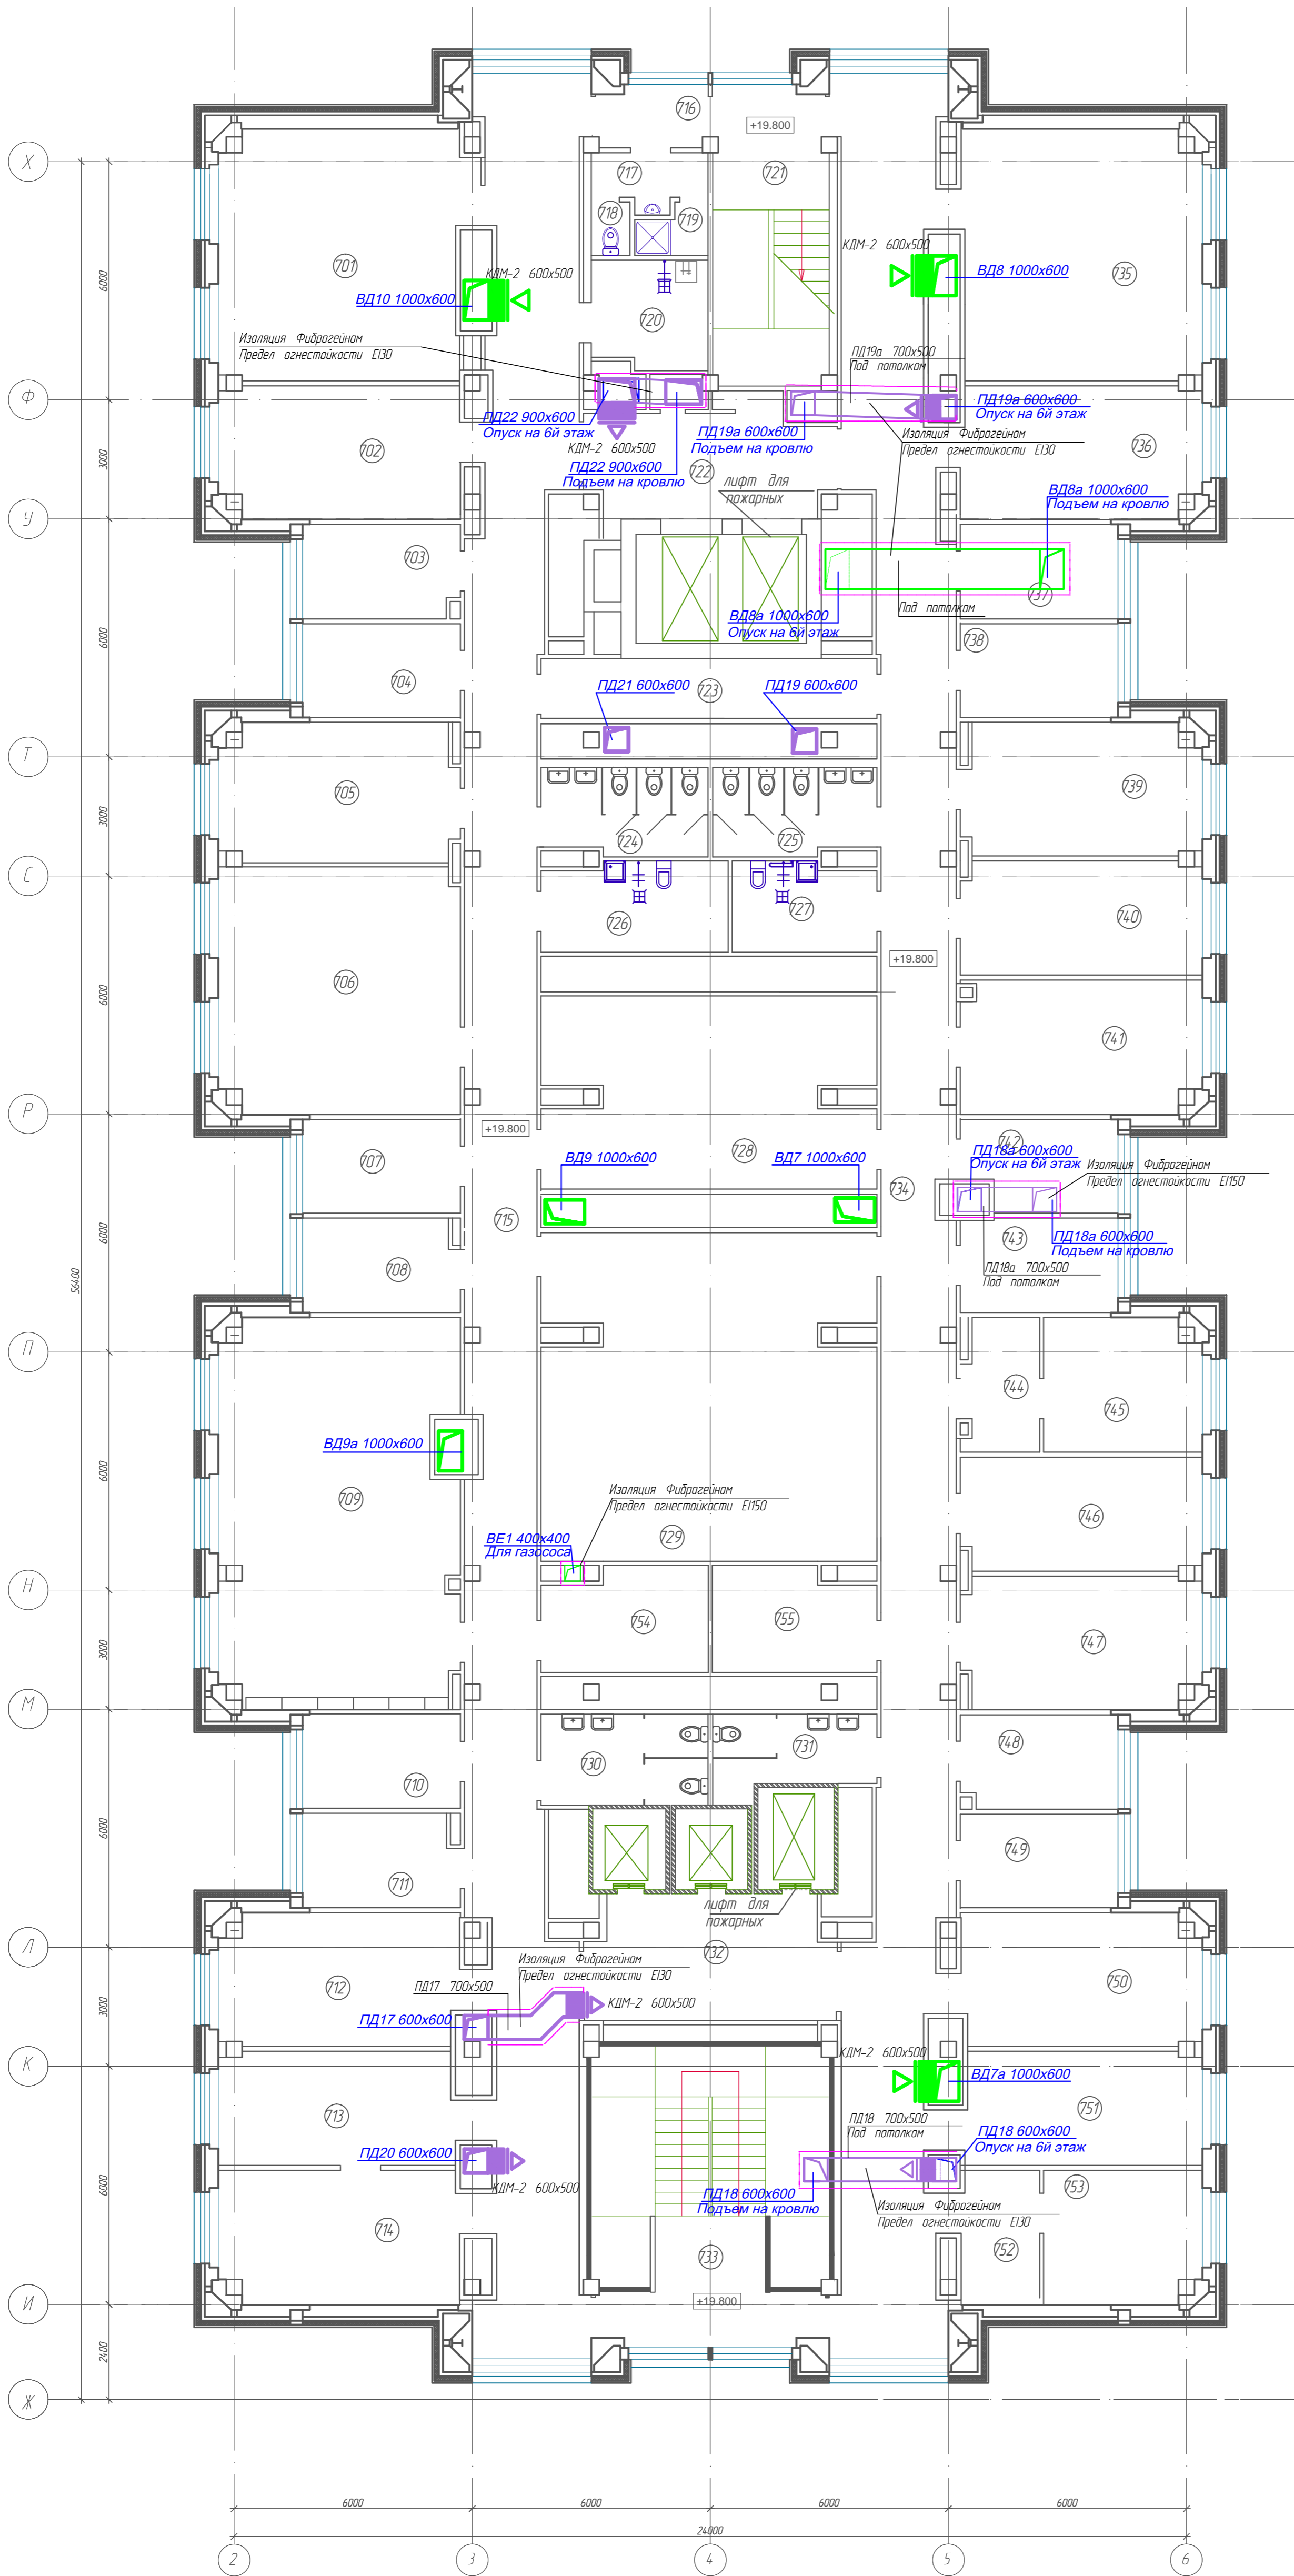 716
+19.800
Х
717
721
718
719
КДМ-2 600х500
701
КДМ-2 600х500
ВД8 1000х600
735
ВД10 1000х600
6000
720
Изоляция Фиброгейном
Предел огнестойкости EI30
ПД19а 700х500
Под потолком
Ф
ПД22 900х600
Опуск на 6й этаж
ПД19а 600х600
Опуск на 6й этаж
ПД19а 600х600
Подъем на кровлю
Изоляция Фиброгейном
Предел огнестойкости EI30
702
КДМ-2 600х500
736
3000
ПД22 900х600
Подъем на кровлю
722
лифт для
пожарных
ВД8а 1000х600
Подъем на кровлю
У
703
737
ВД8а 1000х600
Опуск на 6й этаж
Под потолком
738
6000
704
ПД21 600х600
723
ПД19 600х600
Т
705
739
3000
724
725
С
726
727
740
+19.800
706
6000
741
Р
+19.800
742
707
728
ВД9 1000х600
ВД7 1000х600
ПД18а 600х600
Опуск на 6й этаж
Изоляция Фиброгейном
Предел огнестойкости EI150
734
715
743
ПД18а 600х600
Подъем на кровлю
6000
708
ПД18а 700х500
Под потолком
56400
П
744
745
ВД9а 1000х600
6000
709
Изоляция Фиброгейном
Предел огнестойкости EI150
746
ВЕ1 400х400
Для газососа
729
Н
754
755
747
3000
М
748
730
731
710
6000
749
711
лифт для
пожарных
Л
732
Изоляция Фиброгейном
Предел огнестойкости EI30
712
ПД17 700х500
750
КДМ-2 600х500
3000
ПД17 600х600
К
КДМ-2 600х500
ВД7а 1000х600
713
751
ПД18 700х500
Под потолком
ПД18 600х600
Опуск на 6й этаж
ПД20 600х600
КДМ-2 600х500
753
6000
ПД18 600х600
Подъем на кровлю
Изоляция Фиброгейном
Предел огнестойкости EI30
714
752
733
И
+19.800
2400
Ж
6000
6000
6000
6000
24000
2
3
4
5
6